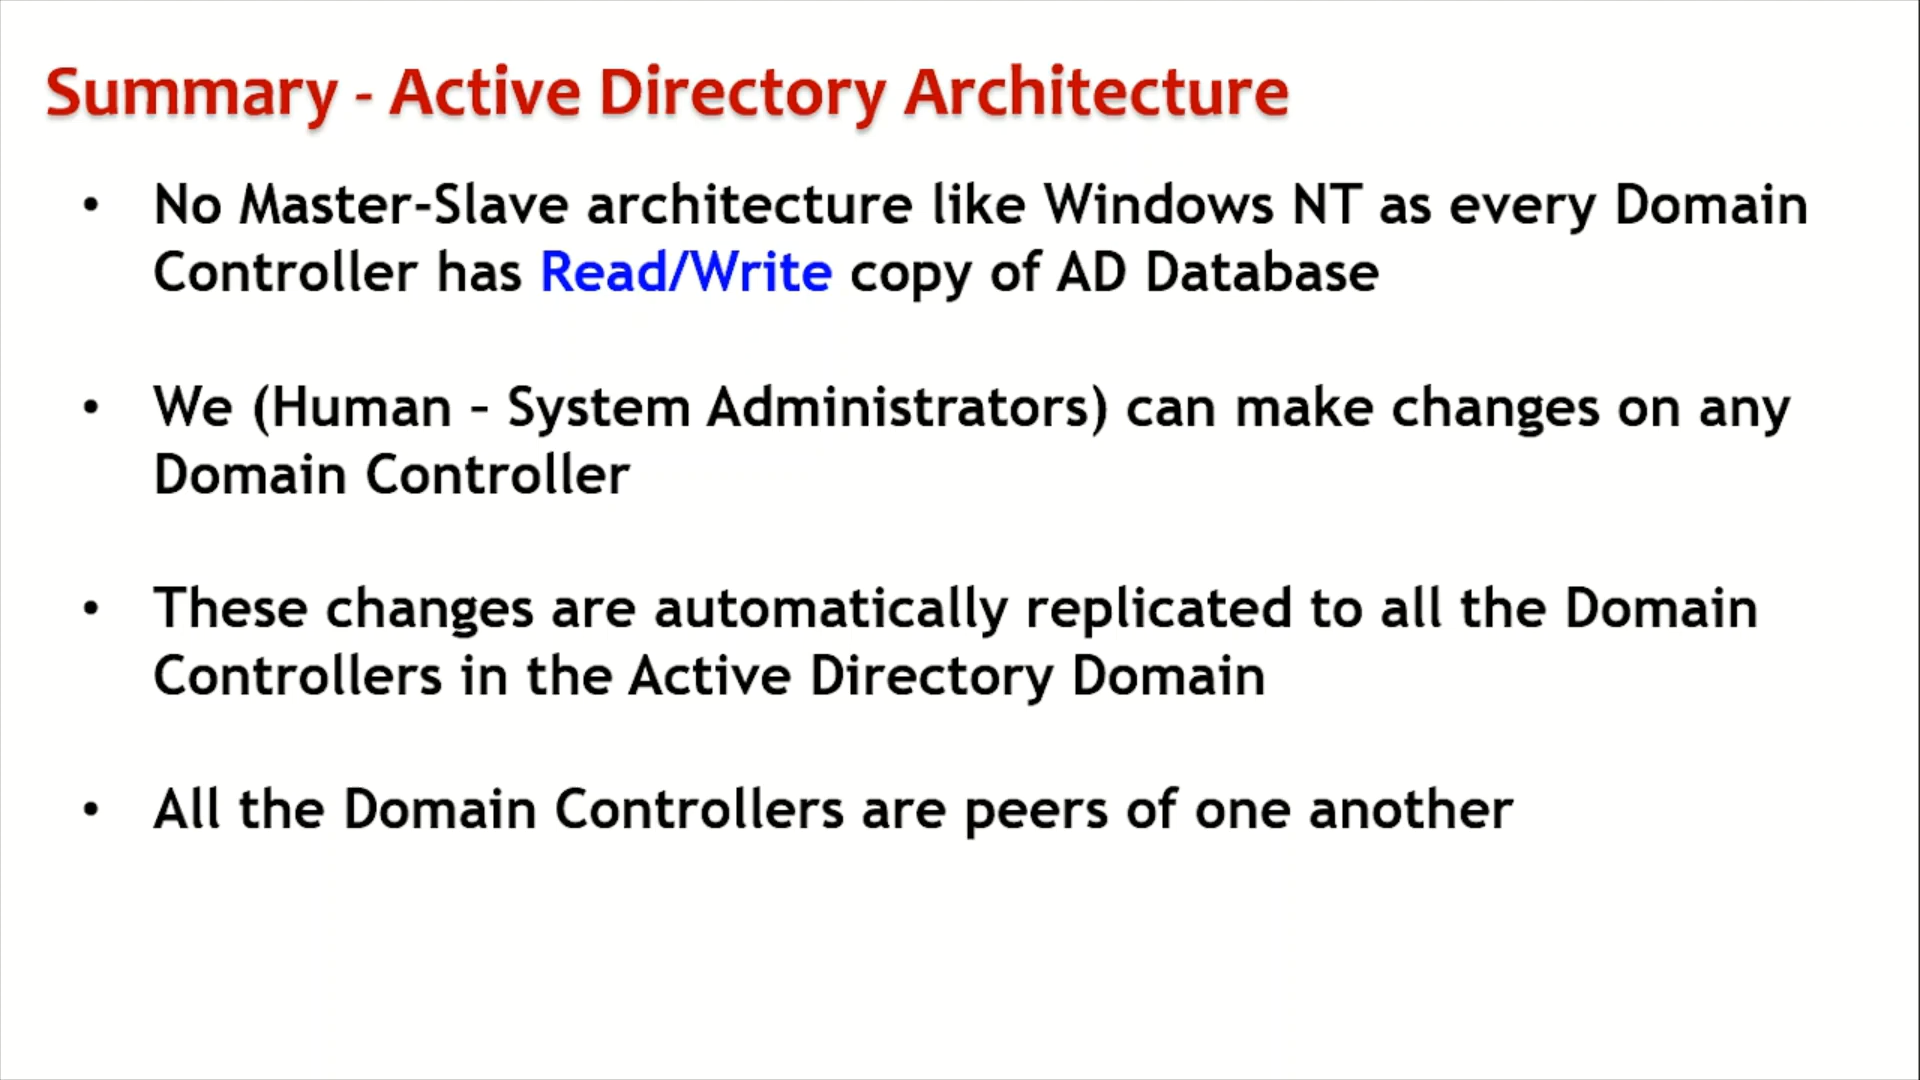 Summary - Active Directory Architecture
• No Master-Slave architecture like Windows NT as every Domain
Controller has Read/Write copy of AD Database
• We (Human – System Administrators) can make changes on any
Domain Controller
• These changes are automatically replicated to all the Domain
Controllers in the Active Directory Domain
• All the Domain Controllers are peers of one another